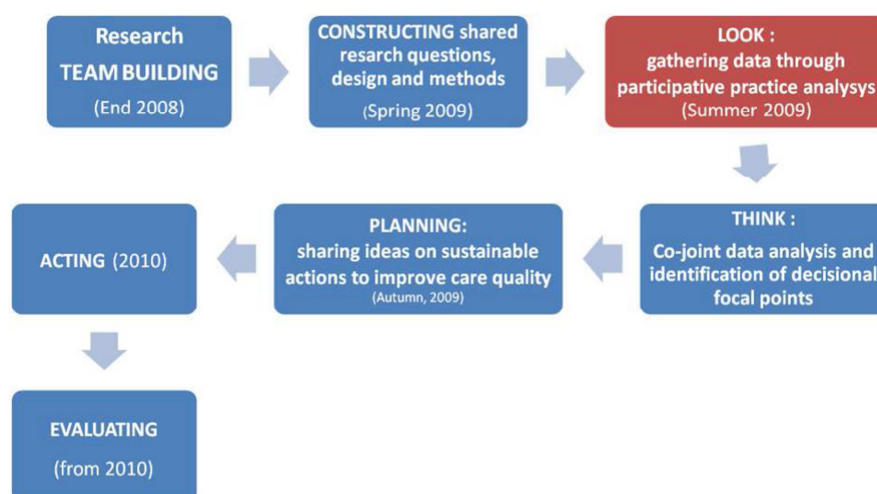 Research
TEAM BUILDING
(End 2008)
CONSTRUCTING shared
resarch questions,
design and methods
(Spring 2009)
LOOK :
gathering data through
participative practice analysys
(Summer 2009)
THINK :
Co-joint data analysis and
identification of decisional
focal points
PLANNING:
sharing ideas on sustainable
actions to improve care quality
(Autumn, 2009)
ACTING (2010)
EVALUATING
(from 2010)